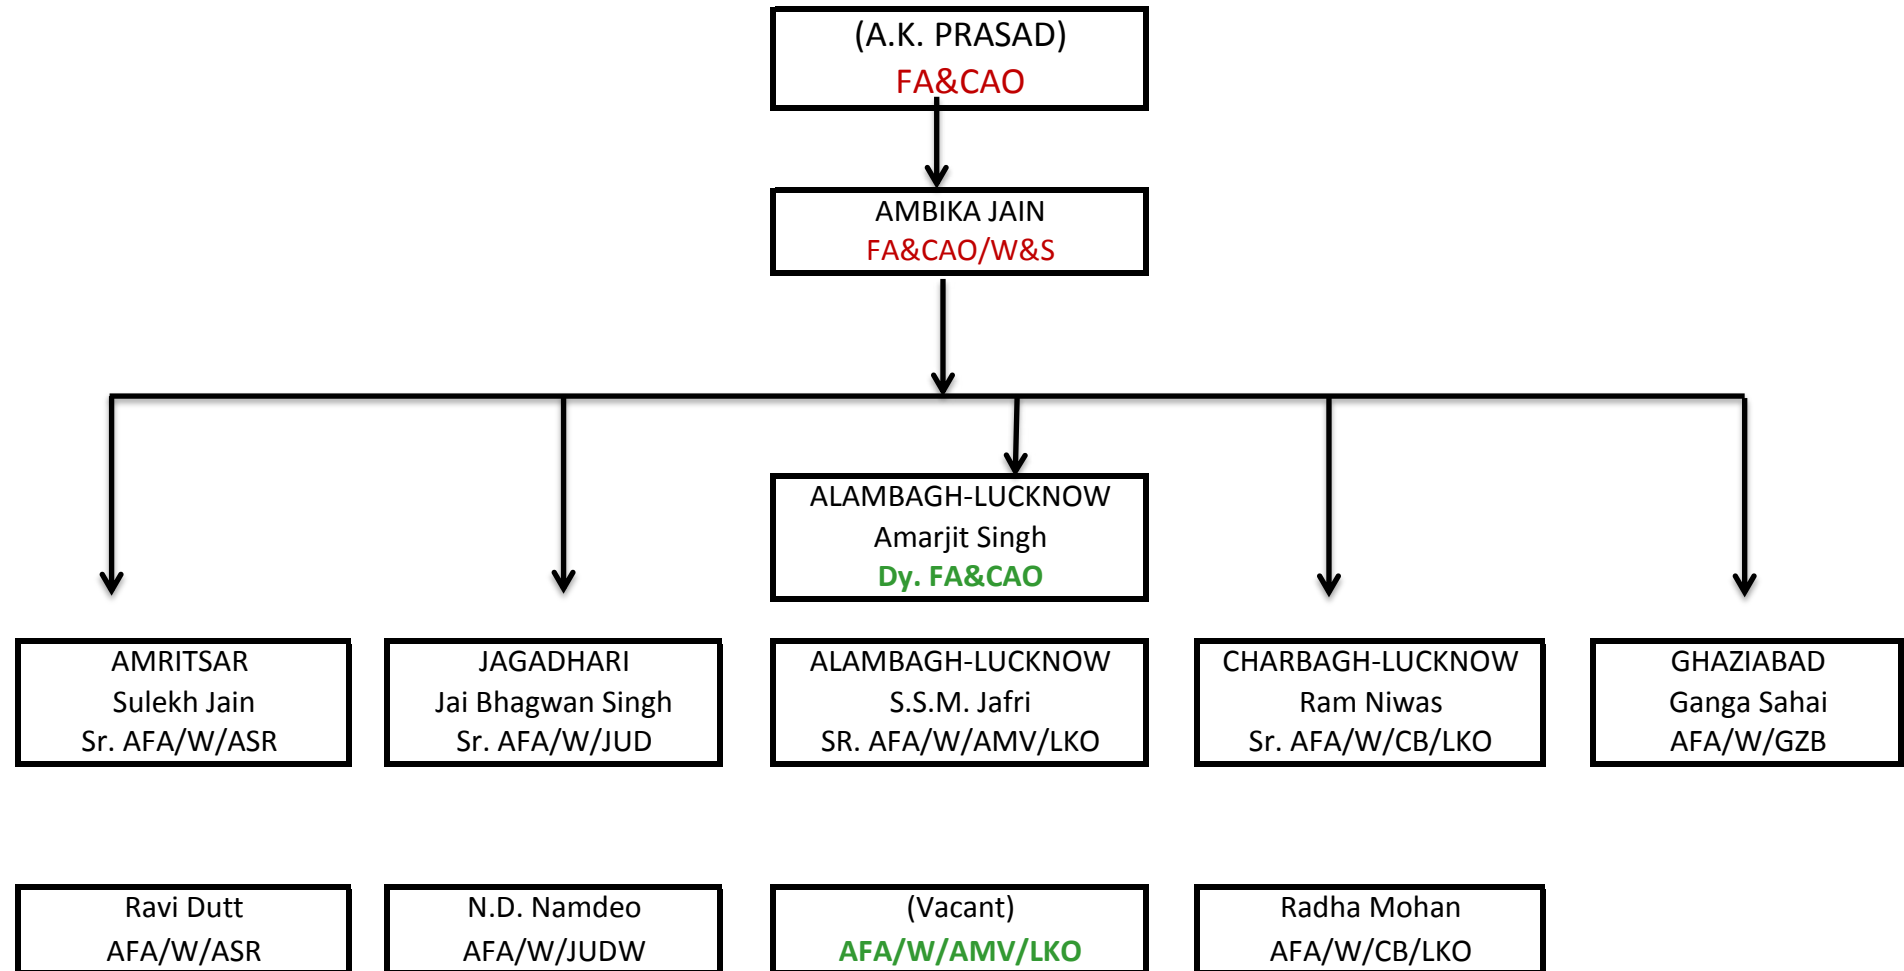 (A.K. PRASAD)
FA&CAO
AMBIKA JAIN
FA&CAO/W&S
ALAMBAGH-LUCKNOW
Amarjit Singh
Dy. FA&CAO
AMRITSAR
Sulekh Jain
Sr. AFA/W/ASR
JAGADHARI
Jai Bhagwan Singh
Sr. AFA/W/JUD
ALAMBAGH-LUCKNOW
S.S.M. Jafri
SR. AFA/W/AMV/LKO
CHARBAGH-LUCKNOW
Ram Niwas
Sr. AFA/W/CB/LKO
GHAZIABAD
Ganga Sahai
AFA/W/GZB
Ravi Dutt
AFA/W/ASR
N.D. Namdeo
AFA/W/JUDW
(Vacant)
AFA/W/AMV/LKO
Radha Mohan
AFA/W/CB/LKO